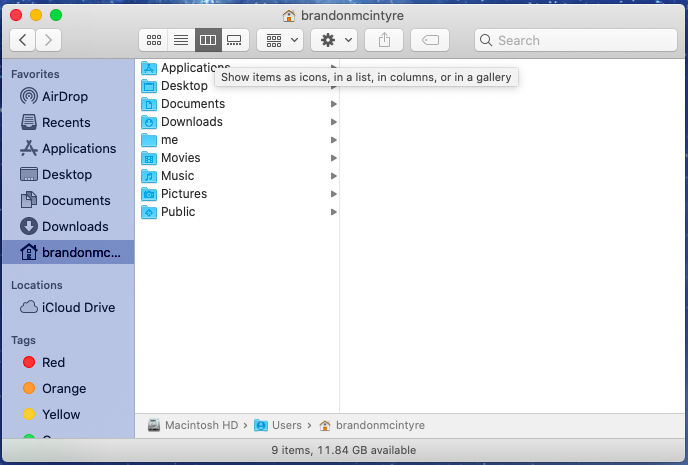 brandonmcintyre
Search
Favorites
AirDrop
Recents
Applications
Desktop
Documents
Downloads
brandonmc...
Locations
iCloud Drive
Tags
Red
Orange
Yellow
Applications
Show items as icons, in a list, in columns, or in a gallery
Desktop
Documents
Downloads
me
Movies
Music
Pictures
Public
Macintosh HD › Users › brandonmcintyre
9 items, 11.84 GB available